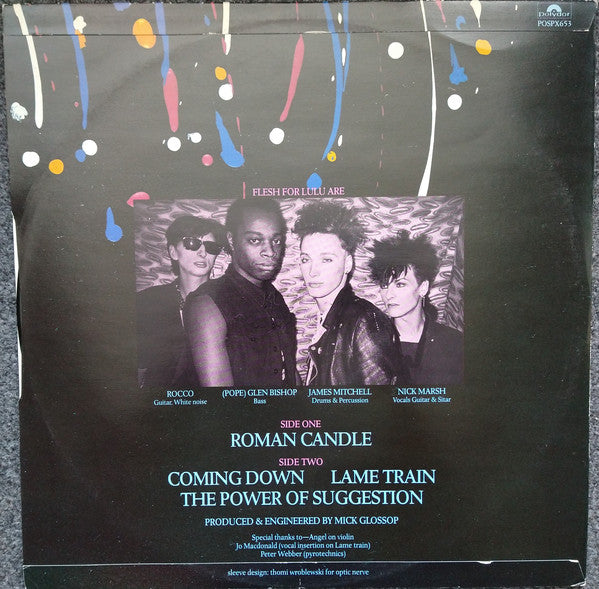 polydor
POSPX653
FLESH FOR LULU ARE
ROCCO
Guitar. White noise
(POPE) GLEN BISHOP
Bass
JAMES MITCHELL
Drums & Percussion
NICK MARSH
Vocals Guitar & Sitar
SIDE ONE
ROMAN CANDLE
SIDE TWO
COMING DOWN LAME TRAIN
THE POWER OF SUGGESTION
PRODUCED & ENGINEERED BY MICK GLOSSOP
Special thanks to—Angel on violin
Jo Macdonald (vocal insertion on Lame train)
Peter Webber (pyrotechnics)
sleeve design: thomi wroblewski for optic nerve